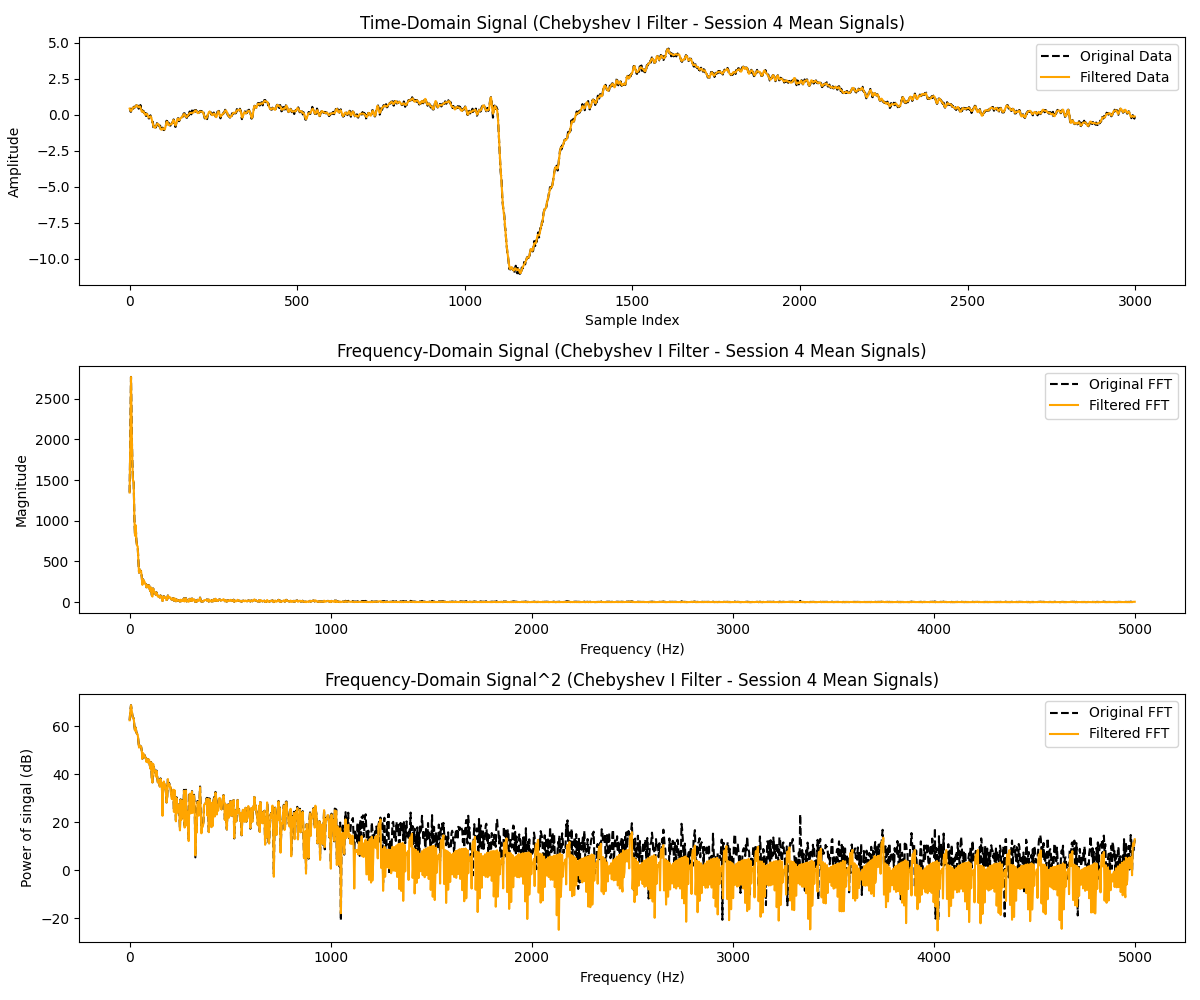 Time-Domain Signal (Chebyshev I Filter - Session 4 Mean Signals)
Original Data
Filtered Data
5.0
2.5
0.0
−2.5
−5.0
−7.5
−10.0
Amplitude
0 500 1000 1500 2000 2500 3000
Sample Index
Frequency-Domain Signal (Chebyshev I Filter - Session 4 Mean Signals)
Original FFT
Filtered FFT
2500
2000
1500
1000
500
0
Magnitude
0 1000 2000 3000 4000 5000
Frequency (Hz)
Frequency-Domain Signal^2 (Chebyshev I Filter - Session 4 Mean Signals)
Original FFT
Filtered FFT
60
40
20
0
−20
Power of singal (dB)
0 1000 2000 3000 4000 5000
Frequency (Hz)